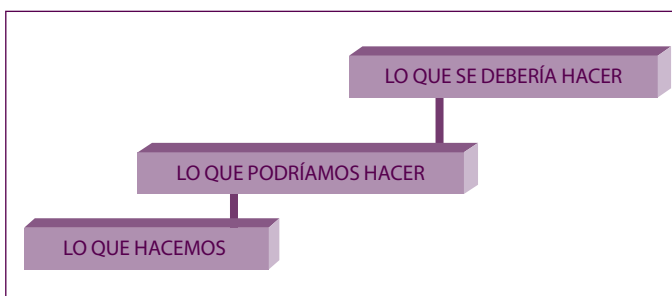 LO QUE SE DEBERÍA HACER
LO QUE PODRÍAMOS HACER
LO QUE HACEMOS